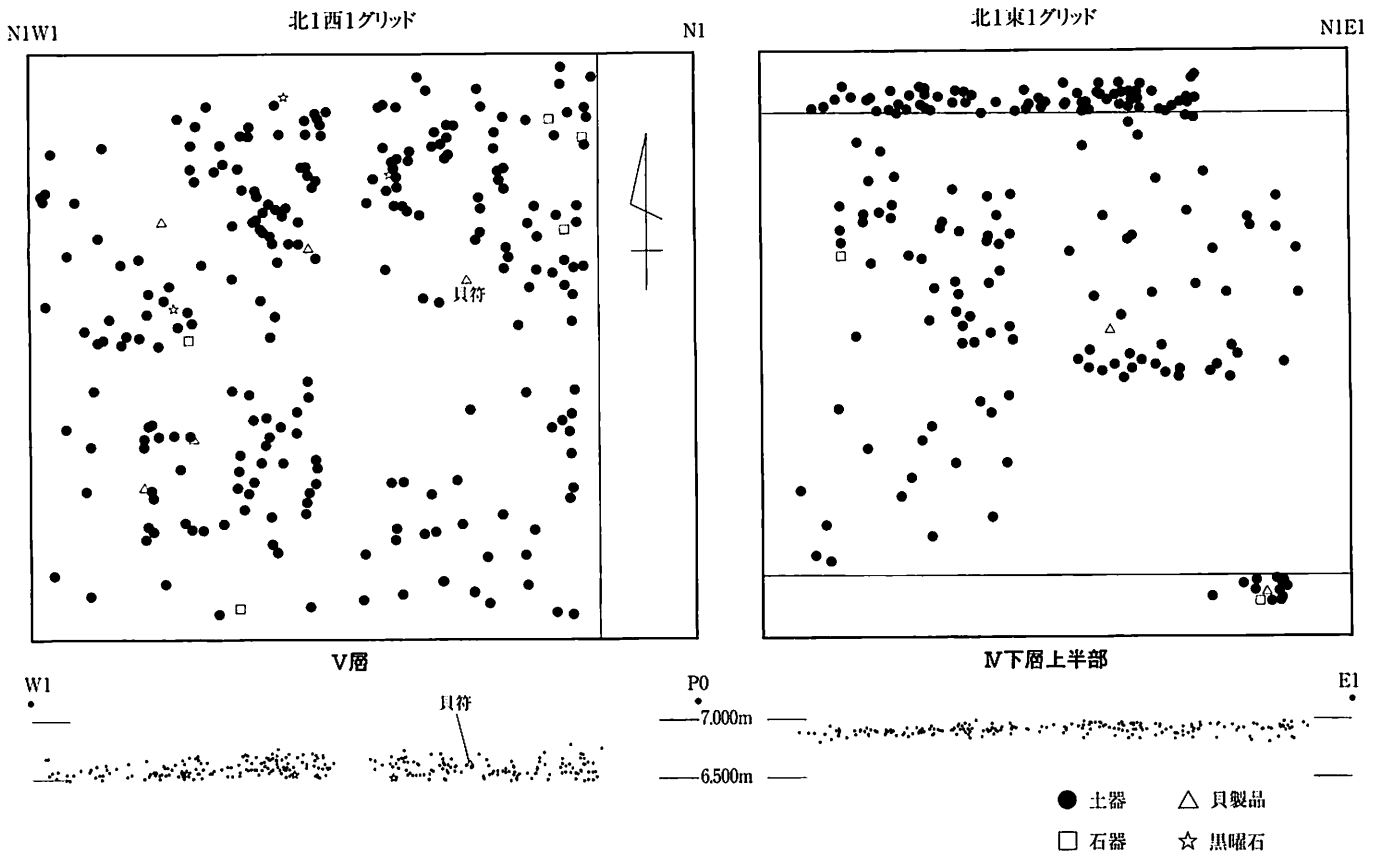 北1西1グリッド
北1東1グリッド
N1W1
N1
N1E1
貝符
Ⅴ層
Ⅳ下層上半部
W1
P0
E1
貝符
7.000m
6.500m
土器
貝製品
石器
黒曜石